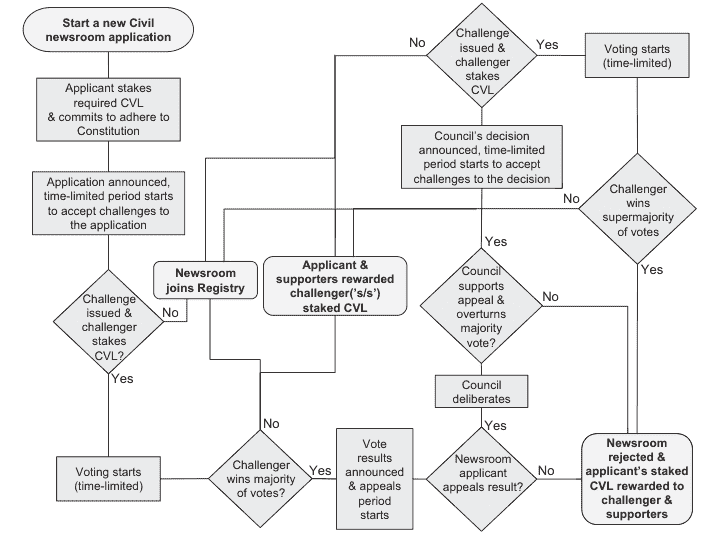 Start a new Civil
newsroom application
Applicant stakes
required CVL
& commits to adhere to
Constitution
Application announced,
time-limited period starts
to accept challenges to
the application
Challenge
issued &
challenger
stakes
CVL?
No
Yes
Voting starts
(time-limited)
Newsroom
joins Registry
Applicant &
supporters rewarded
challenger('s/s')
staked CVL
No
Challenger
wins majority
of votes?
Yes
Vote
results
announced
& appeals
period
starts
Newsroom
applicant
appeals result?
Yes
No
Council
deliberates
Council
supports
appeal &
overturns
majority
vote?
Yes
No
Council's decision
announced, time-limited
period starts to accept
challenges to the decision
Challenge
issued &
challenger
stakes
CVL
No
Yes
Voting starts
(time-limited)
Challenger
wins
supermajority
of votes
No
Yes
Newsroom
rejected &
applicant's staked
CVL rewarded to
challenger &
supporters